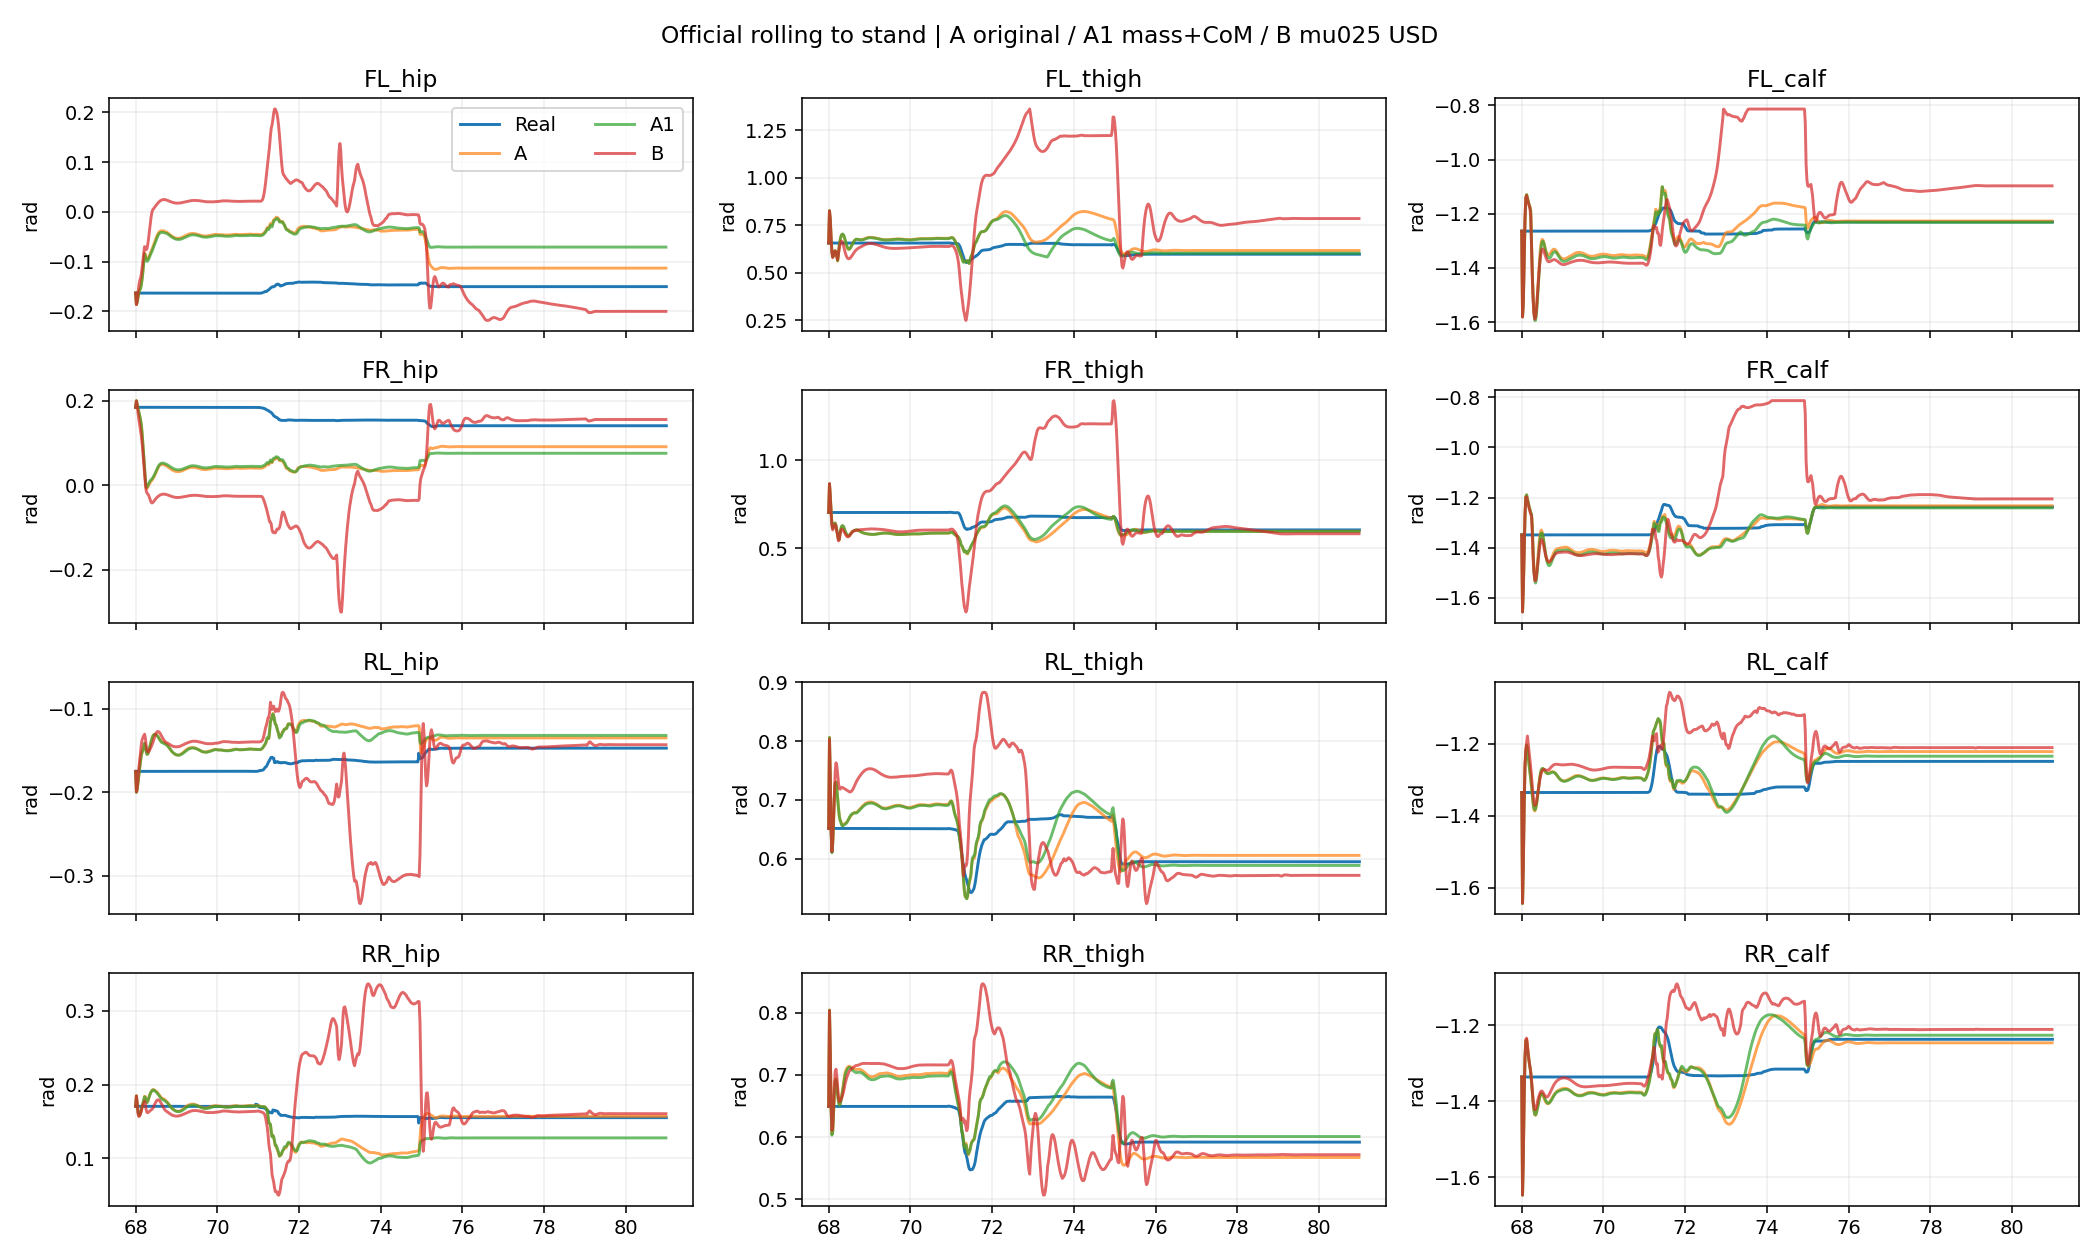 Official rolling to stand | A original / A1 mass+CoM / B mu025 USD
FL_hip
FL_thigh
FL_calf
Real
A
A1
B
0.2
0.1
0.0
−0.1
−0.2
rad
1.25
1.00
0.75
0.50
0.25
rad
−0.8
−1.0
−1.2
−1.4
−1.6
rad
FR_hip
FR_thigh
FR_calf
0.2
0.0
−0.2
rad
1.0
0.5
rad
−0.8
−1.0
−1.2
−1.4
−1.6
rad
RL_hip
RL_thigh
RL_calf
−0.1
−0.2
−0.3
rad
0.9
0.8
0.7
0.6
rad
−1.2
−1.4
−1.6
rad
RR_hip
RR_thigh
RR_calf
0.3
0.2
0.1
rad
0.8
0.7
0.6
0.5
rad
−1.2
−1.4
−1.6
rad
68 70 72 74 76 78 80
68 70 72 74 76 78 80
68 70 72 74 76 78 80